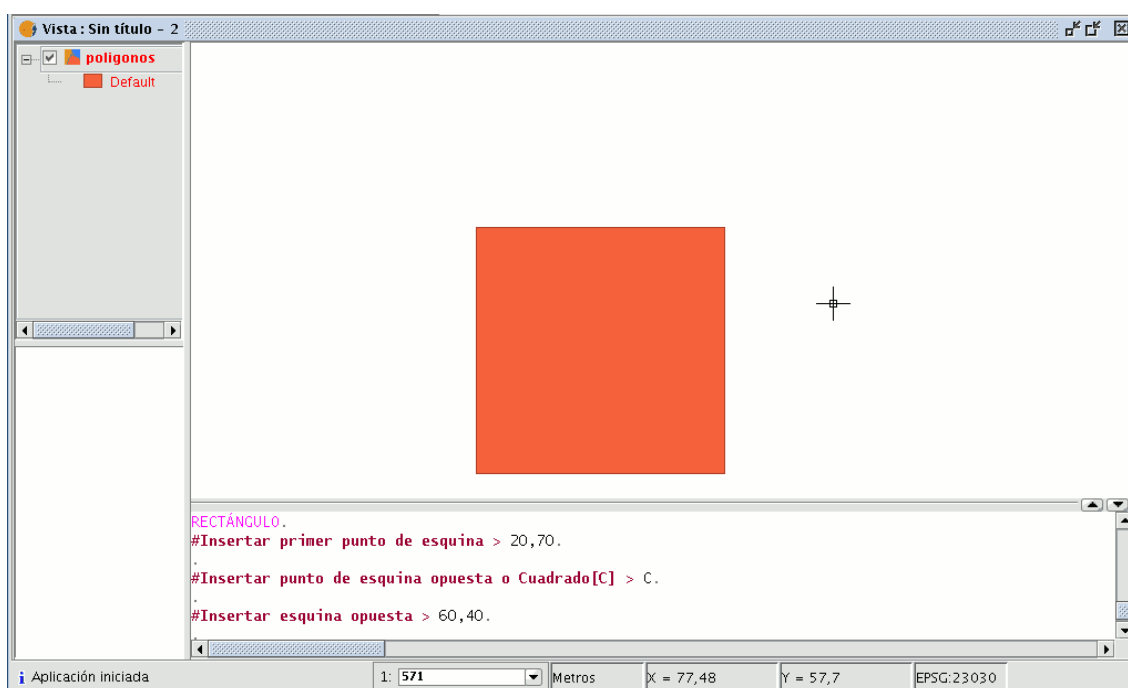 Vista : Sin título - 2
poligonos
Default
RECTÁNGULO.
#Insertar primer punto de esquina > 20,70.
.
#Insertar punto de esquina opuesta o Cuadrado[C] > C.
.
#Insertar esquina opuesta > 60,40.
.
i Aplicación iniciada
1: 571
Metros
X = 77,48
Y = 57,7
EPSG:23030